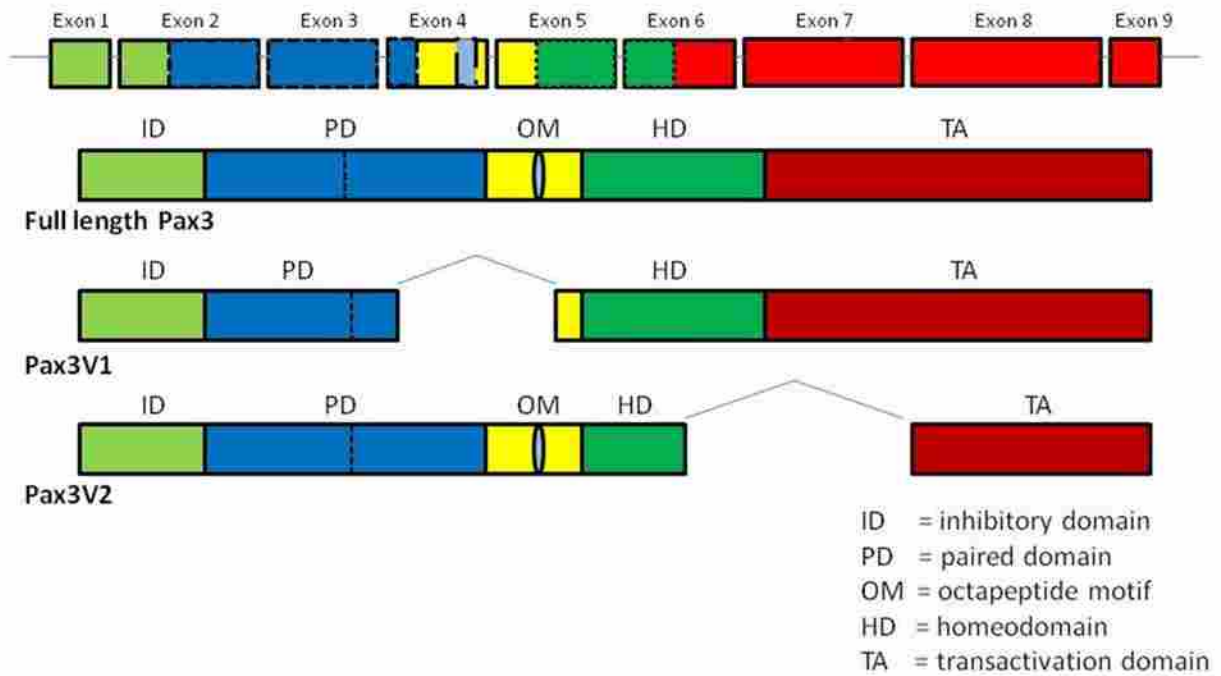 Exon 1 Exon 2 Exon 3 Exon 4 Exon 5 Exon 6 Exon 7 Exon 8 Exon 9
ID PD OM HD TA
Full length Pax3
ID PD HD TA
Pax3V1
ID PD OM HD TA
Pax3V2
ID = inhibitory domain
PD = paired domain
OM = octapeptide motif
HD = homeodomain
TA = transactivation domain